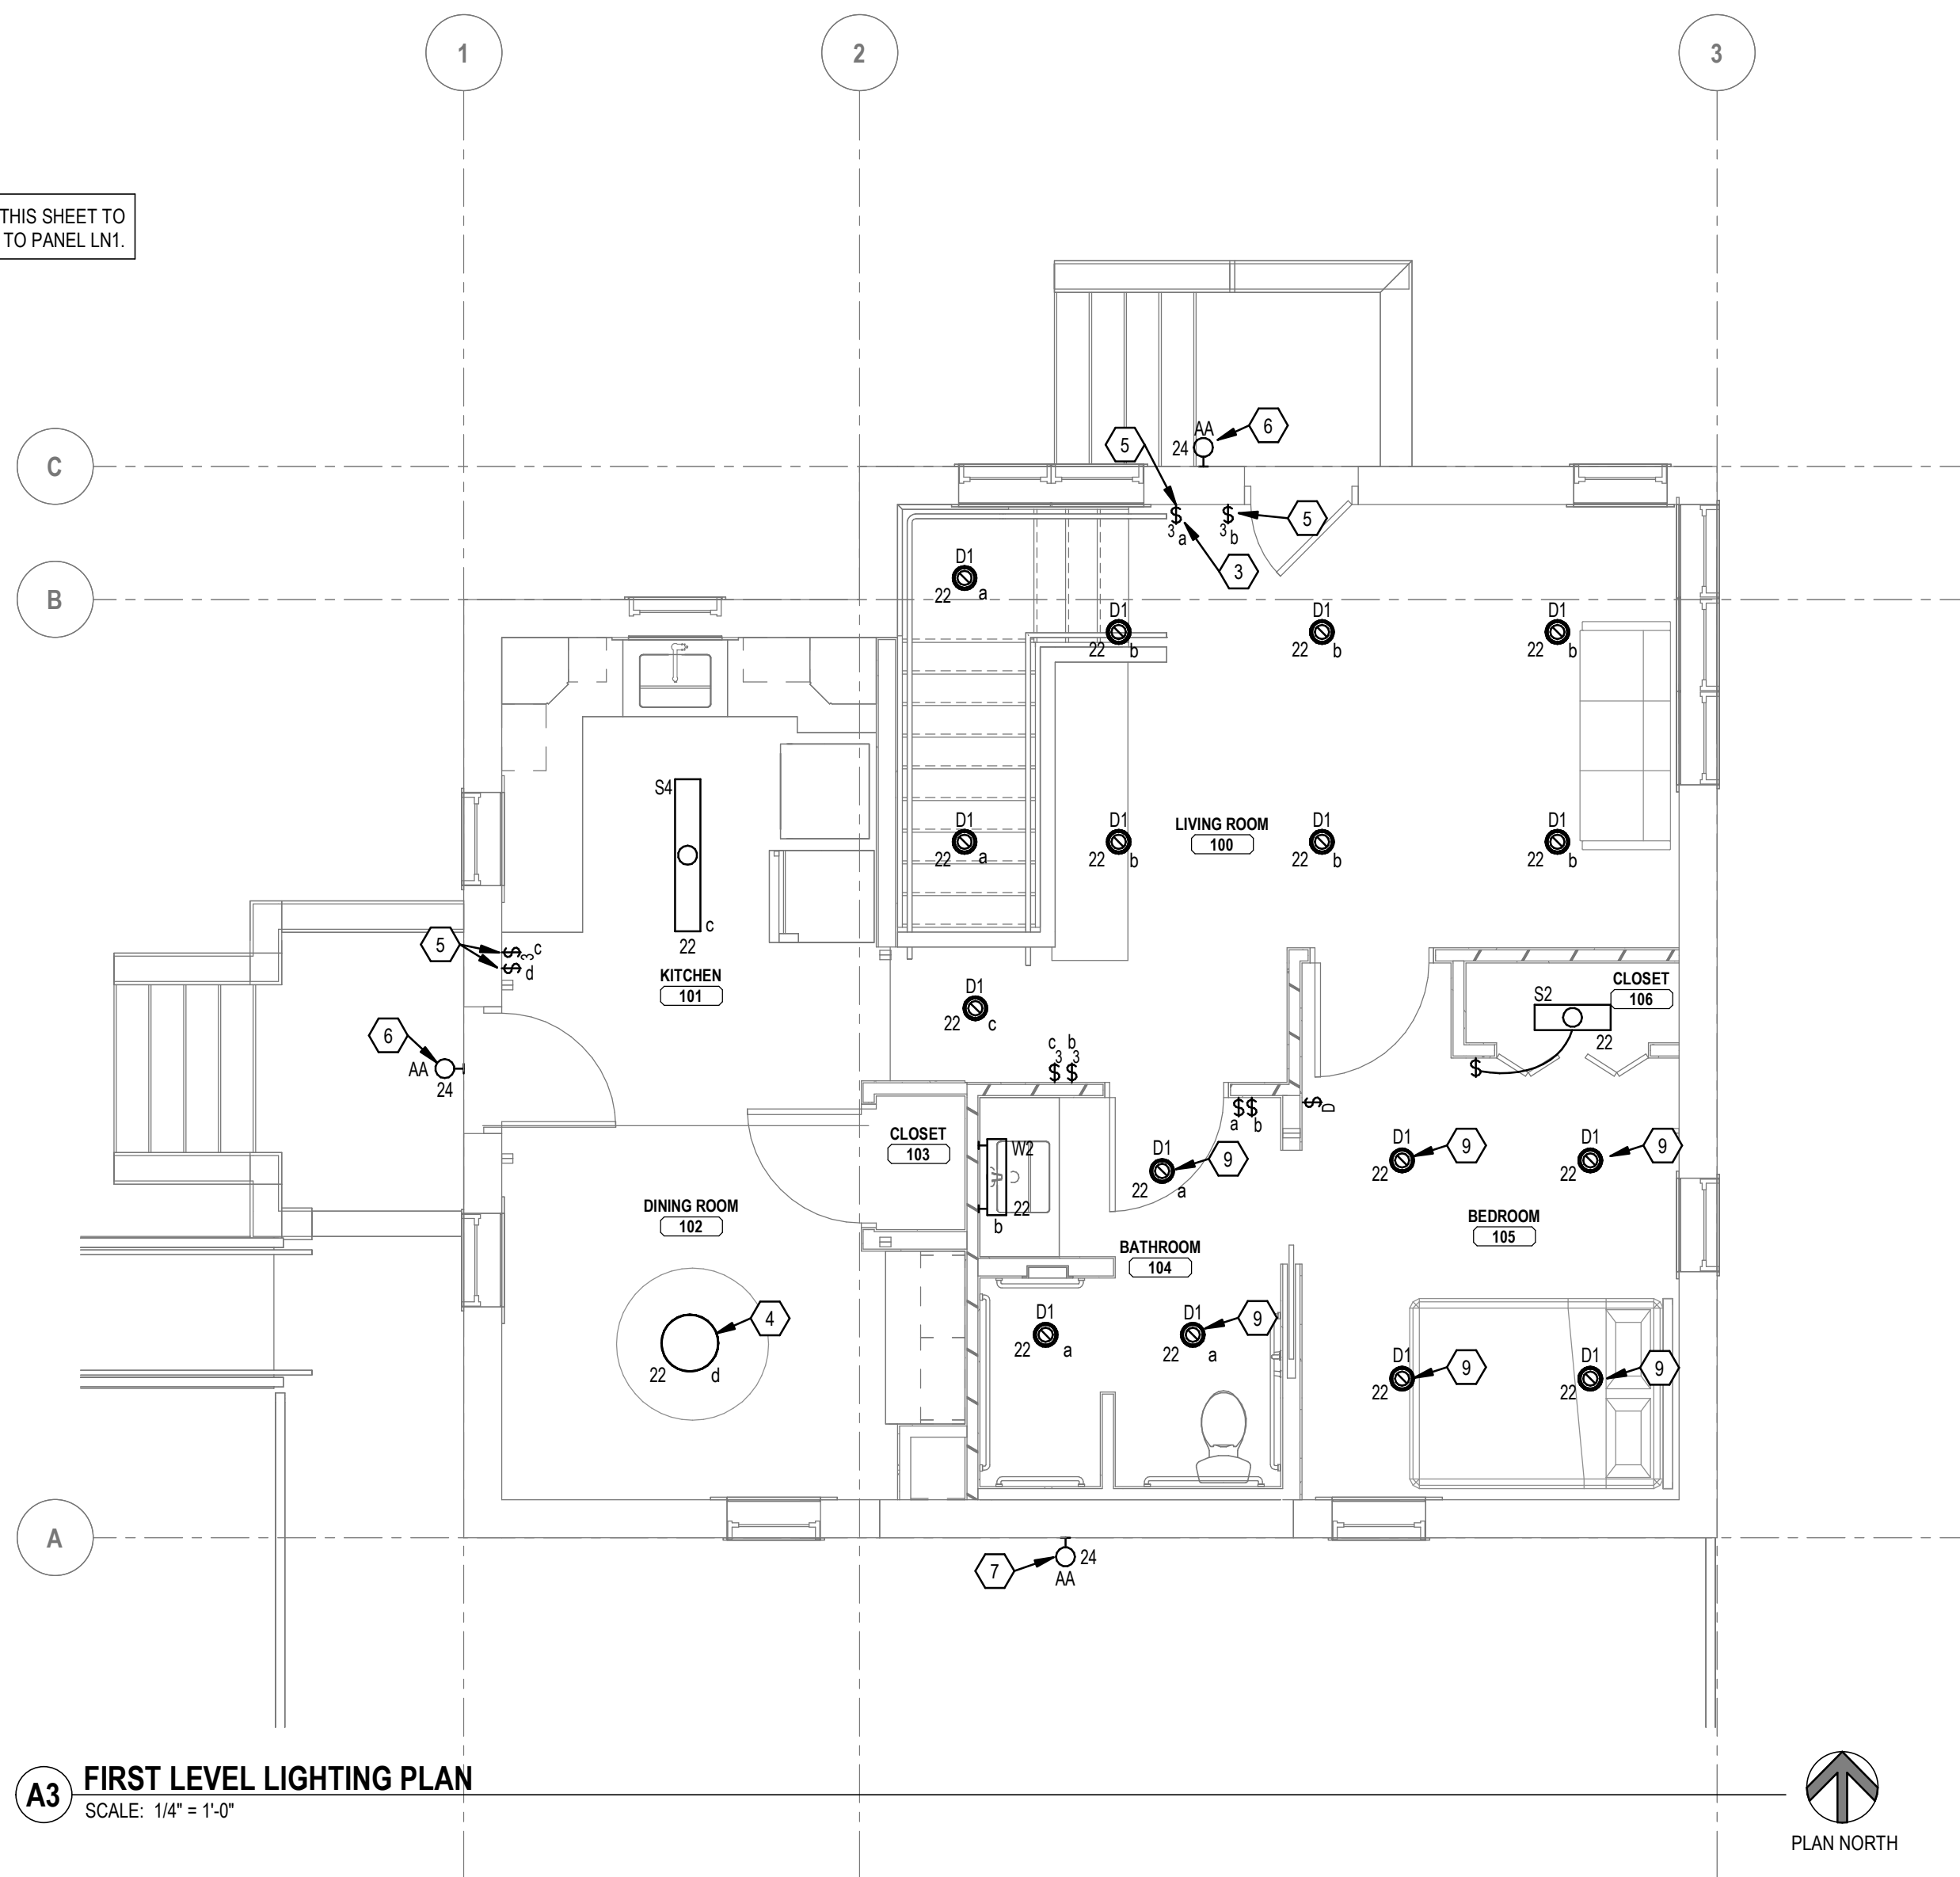 1
2
3
THIS SHEET TO
TO PANEL LN1.
C
B
A
5
AA
24
6
$
3 a
$
3 b
5
3
D1
22 a
D1
22 b
D1
22 b
D1
22 b
S4
c
22
KITCHEN
101
D1
22 a
D1
22 b
LIVING ROOM
100
D1
22 b
D1
22 b
5
$ 3 c
$ d
6
AA
24
D1
22 c
c b
3 3
$ $
CLOSET
106
S2
22
$
$$
a b
$ D
CLOSET
103
W2
22
b
D1
22 a
9
D1
22
9
D1
22
9
DINING ROOM
102
BATHROOM
104
BEDROOM
105
4
22 d
D1
22 a
D1
22 a
9
D1
22
9
D1
22
9
7
24
AA
A3
FIRST LEVEL LIGHTING PLAN
SCALE: 1/4" = 1'-0"
PLAN NORTH